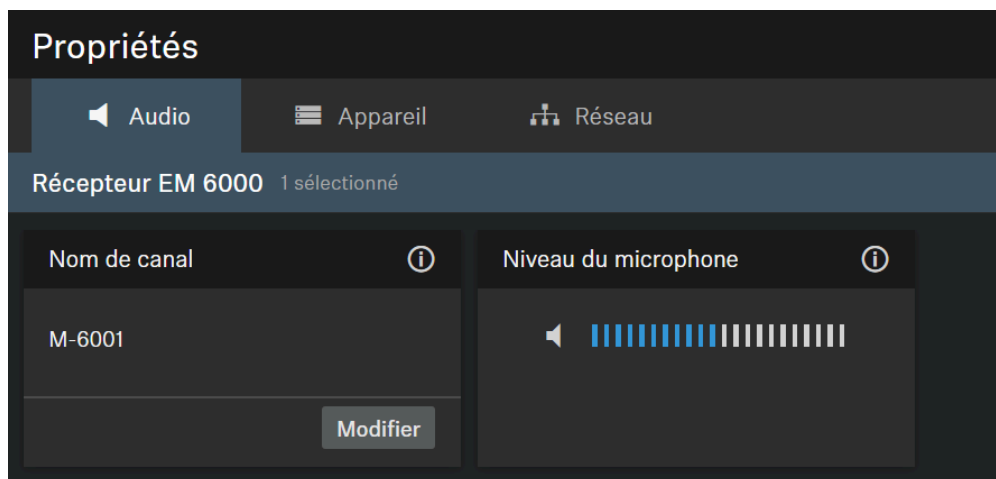 Propriétés
Audio Appareil Réseau
Récepteur EM 6000 1 sélectionné
Nom de canal Niveau du microphone
M-6001
Modifier